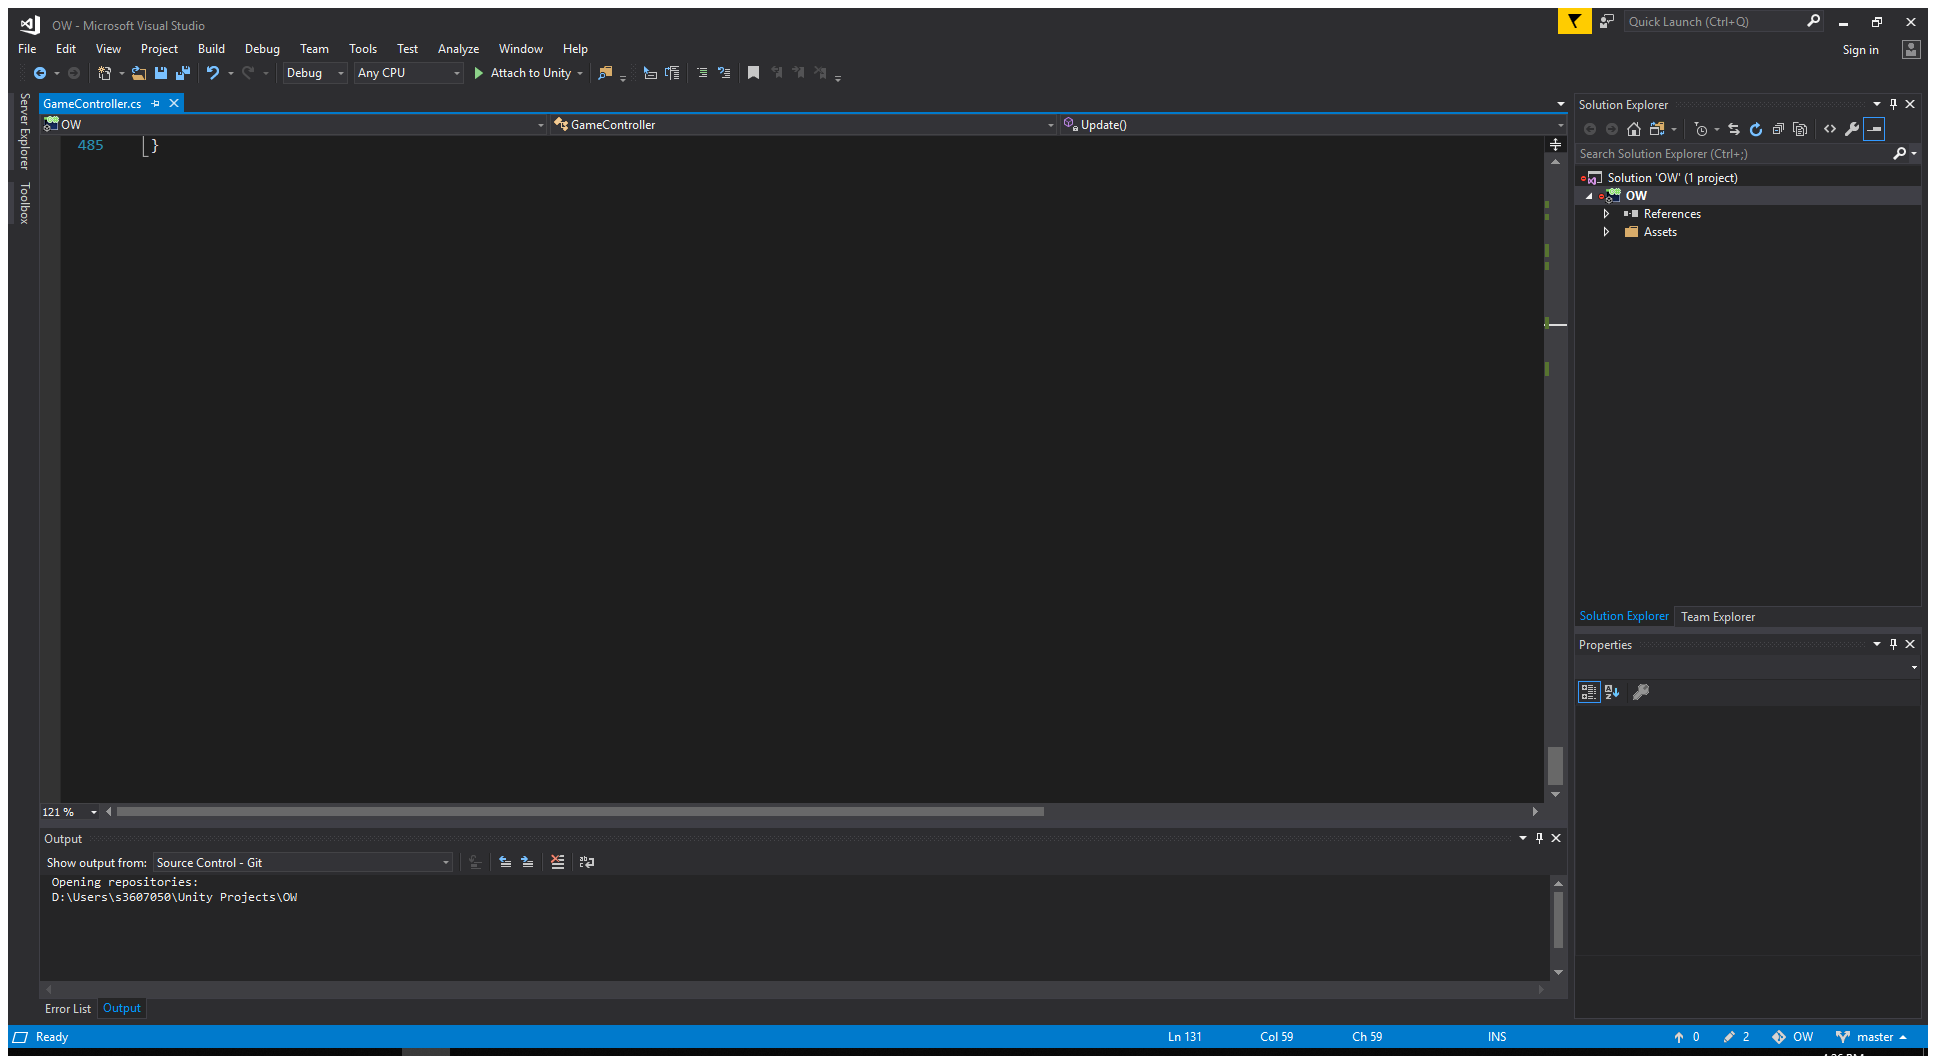 OW - Microsoft Visual Studio
Quick Launch (Ctrl+Q)
File Edit View Project Build Debug Team Tools Test Analyze Window Help
Sign in
Debug Any CPU Attach to Unity
Server Explorer
Toolbox
GameController.cs
OW GameController Update()
485 }
121 %
Solution Explorer
Search Solution Explorer (Ctrl+;)
Solution 'OW' (1 project)
OW
References
Assets
Solution Explorer Team Explorer
Properties
Output
Show output from: Source Control - Git
Opening repositories:
D:\Users\s3607050\Unity Projects\OW
Error List Output
Ready Ln 131 Col 59 Ch 59 INS 0 2 OW master